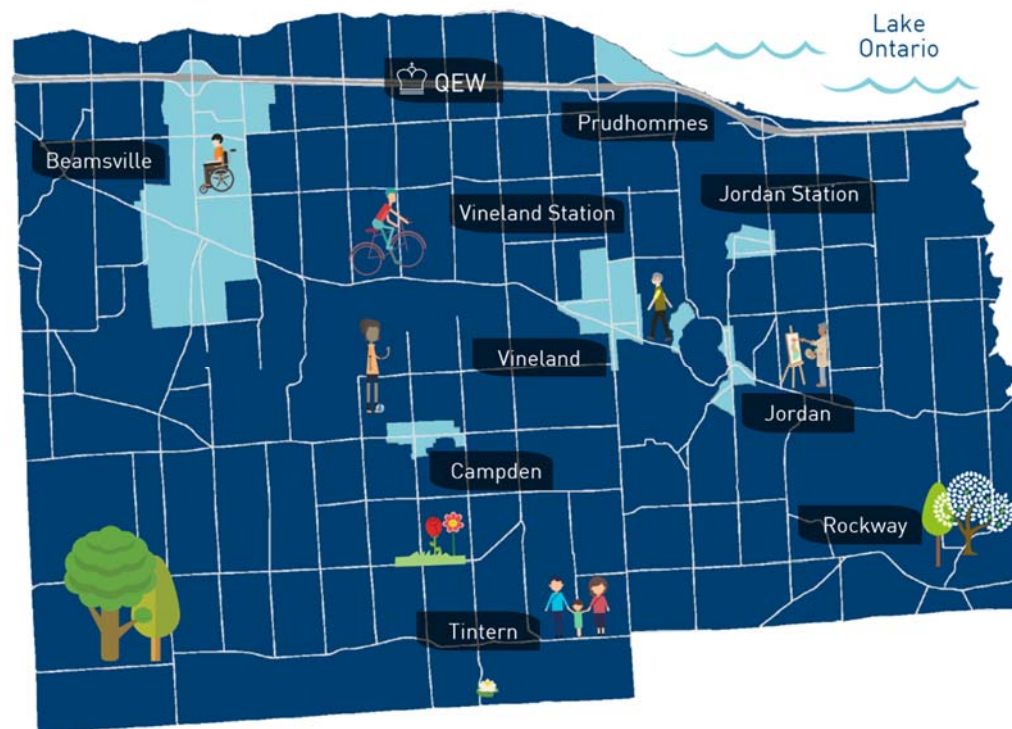 Lake
Ontario
QEW
Prudhommes
Beamsville
Jordan Station
Vineland Station
Vineland
Jordan
Campden
Rockway
Tintern